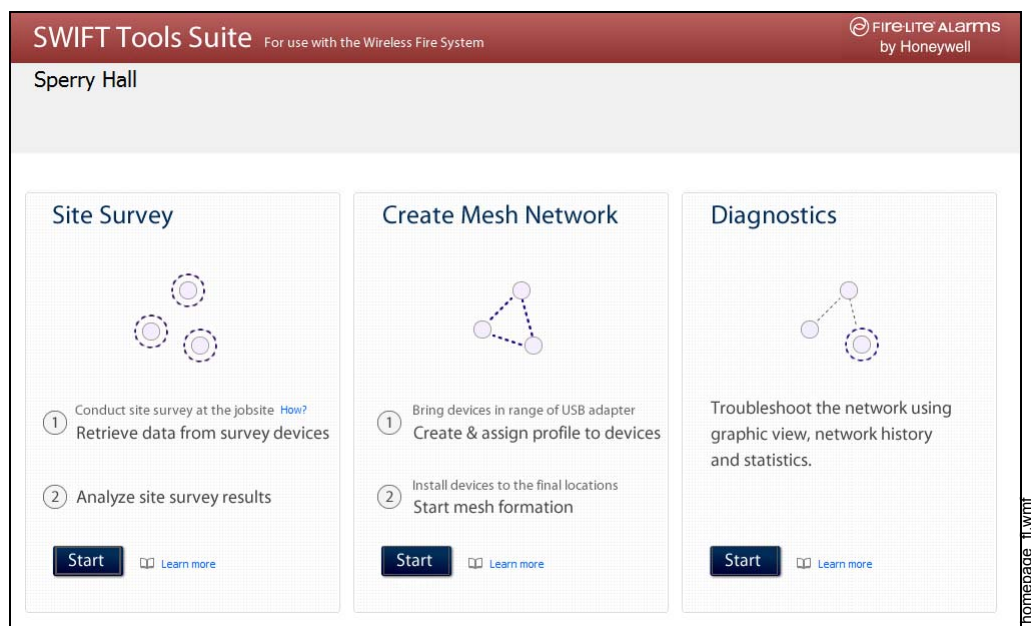 SWIFT Tools Suite For use with the Wireless Fire System
FIRE•LITE ALARMS
by Honeywell
Sperry Hall
Site Survey
1 Conduct site survey at the jobsite How?
Retrieve data from survey devices
2 Analyze site survey results
Start Learn more
Create Mesh Network
1 Bring devices in range of USB adapter
Create & assign profile to devices
2 Install devices to the final locations
Start mesh formation
Start Learn more
Diagnostics
Troubleshoot the network using
graphic view, network history
and statistics.
Start Learn more
homepage_fl.wmf